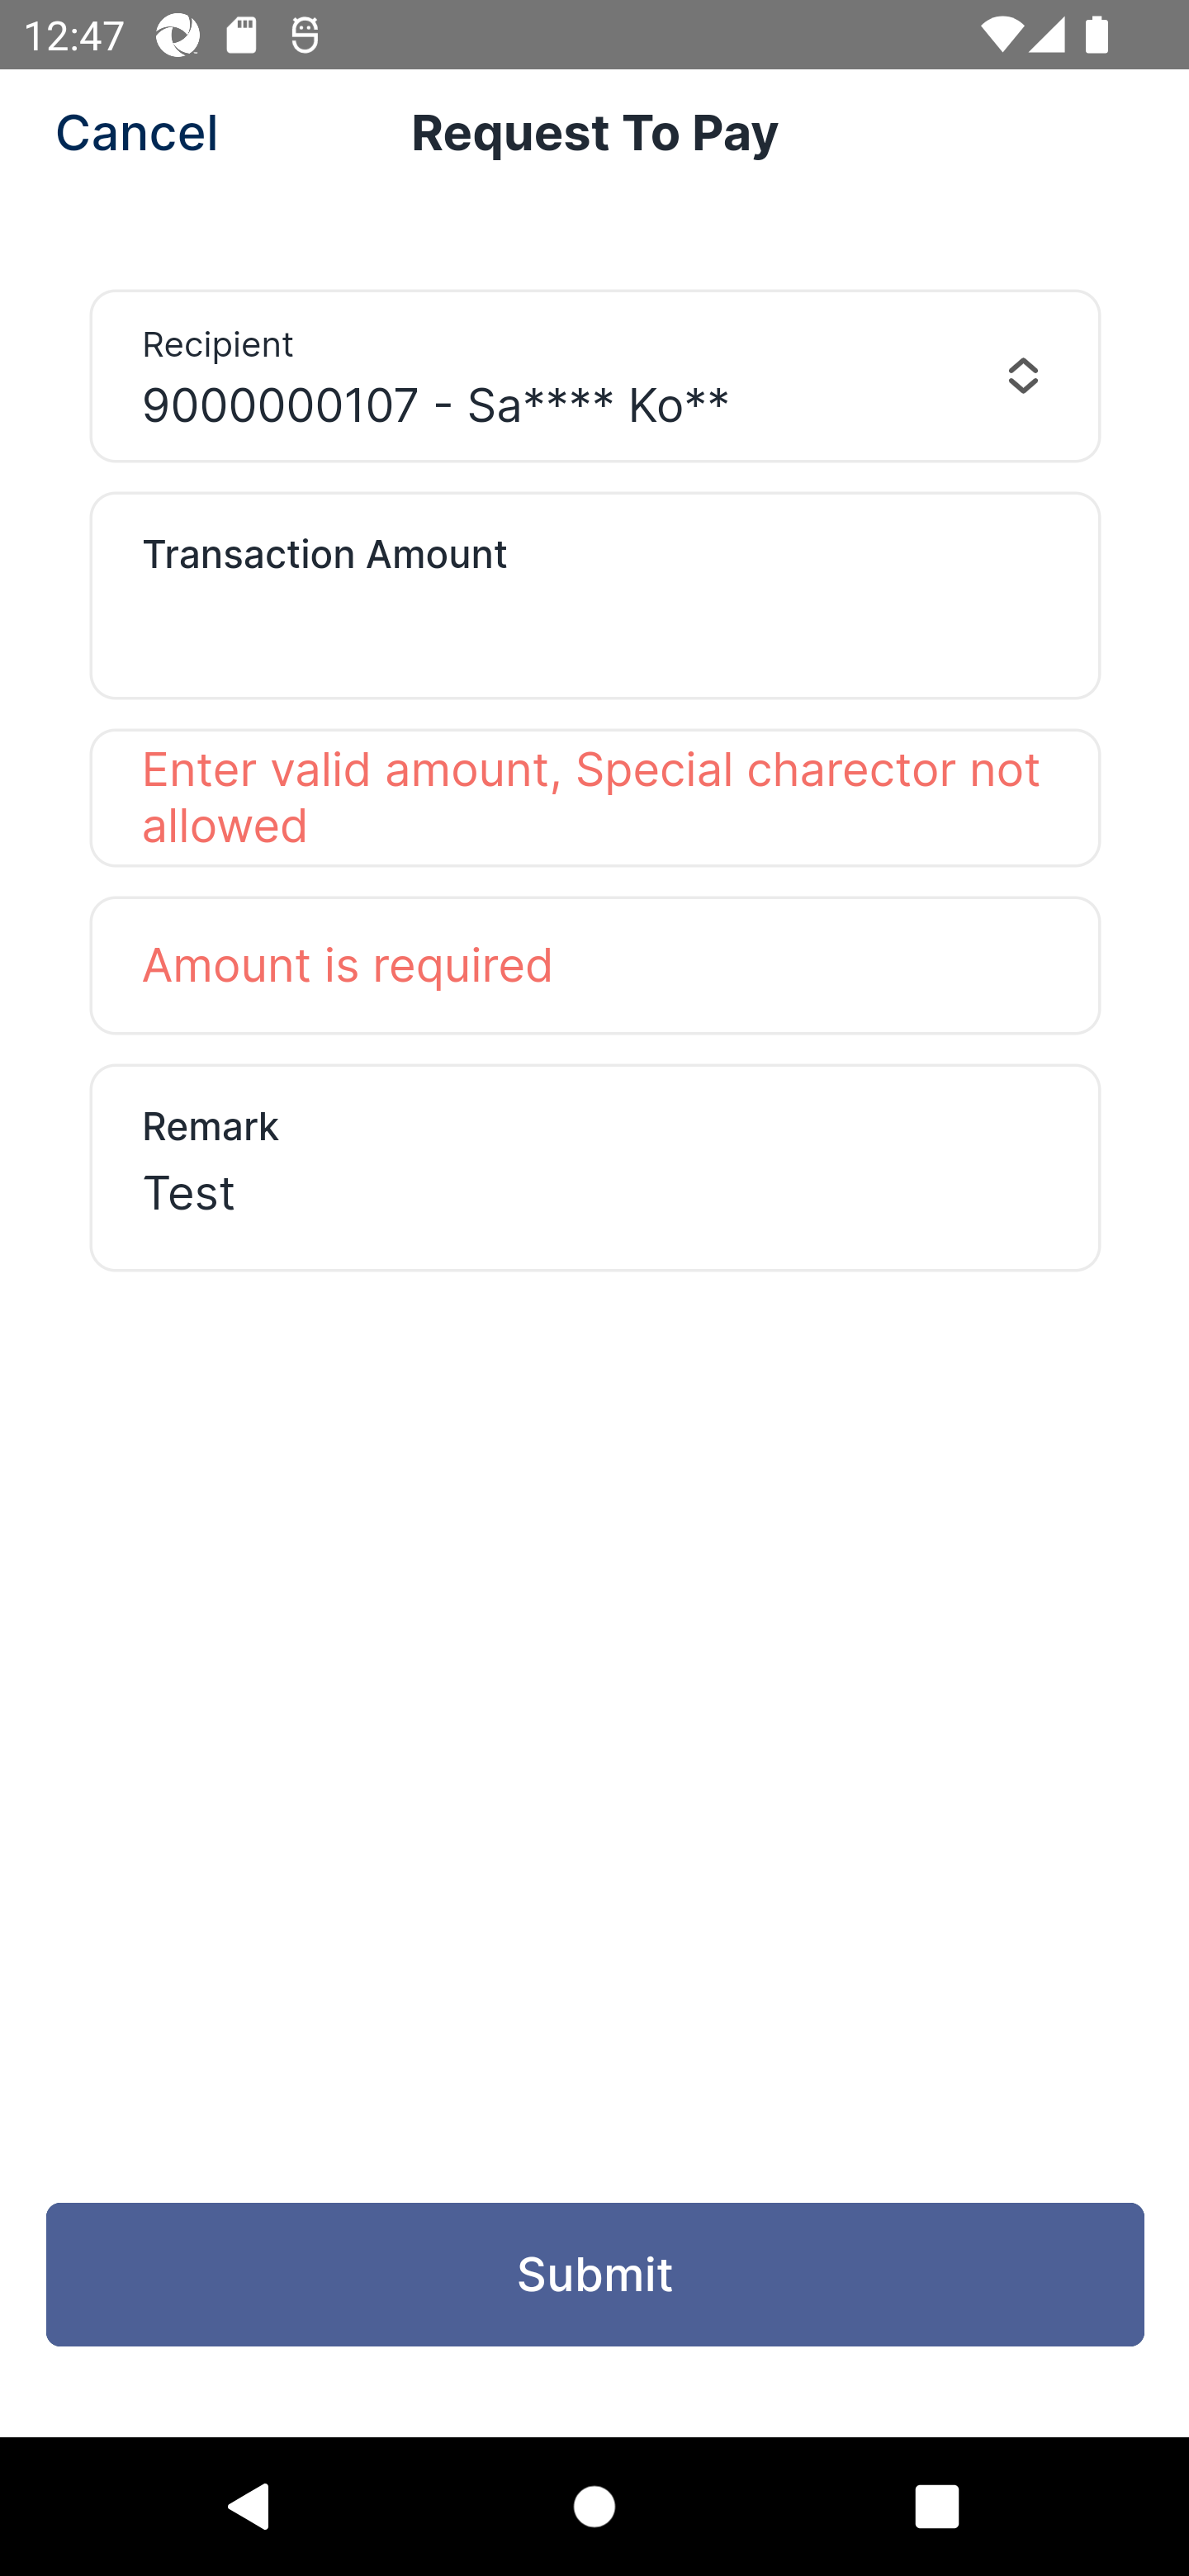 12:47
Cancel
Request To Pay
Recipient
9000000107 - Sa**** Ko**
Transaction Amount
Enter valid amount, Special charector not
allowed
Amount is required
Remark
Test
Submit